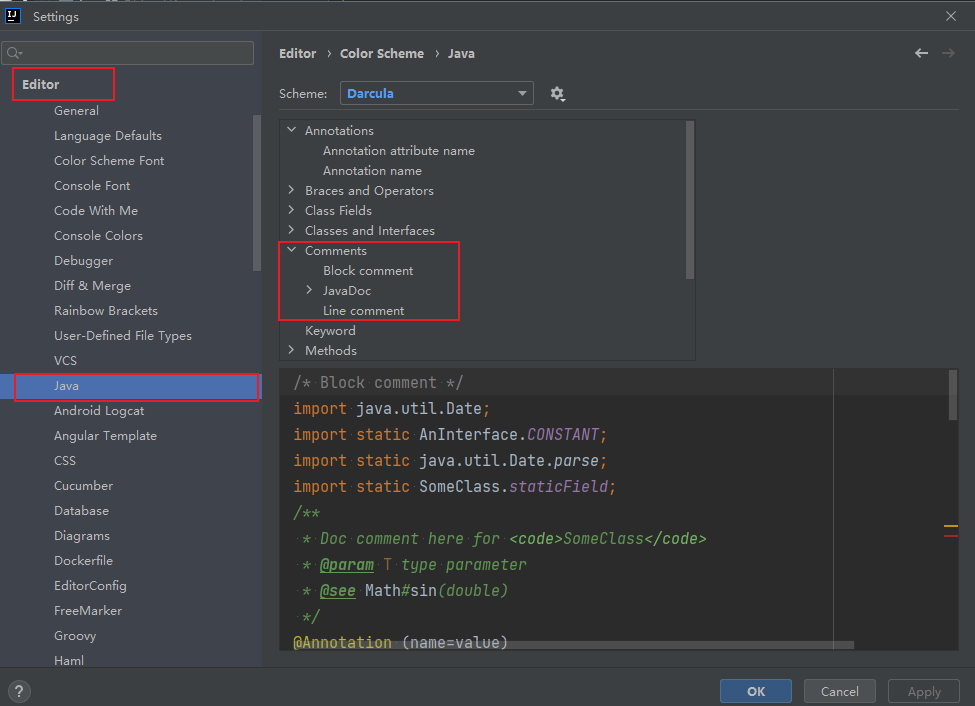 IJ
Settings
Editor
General
Language Defaults
Color Scheme Font
Console Font
Code With Me
Console Colors
Debugger
Diff & Merge
Rainbow Brackets
User-Defined File Types
VCS
Java
Android Logcat
Angular Template
CSS
Cucumber
Database
Diagrams
Dockerfile
EditorConfig
FreeMarker
Groovy
Haml
Editor › Color Scheme › Java
Scheme: Darcula
Annotations
Annotation attribute name
Annotation name
Braces and Operators
Class Fields
Classes and Interfaces
Comments
Block comment
JavaDoc
Line comment
Keyword
Methods
/* Block comment */
import java.util.Date;
import static AnInterface.CONSTANT;
import static java.util.Date.parse;
import static SomeClass.staticField;
/**
* Doc comment here for <code>SomeClass</code>
* @param T type parameter
* @see Math#sin(double)
*/
@Annotation (name=value)
?
OK
Cancel
Apply